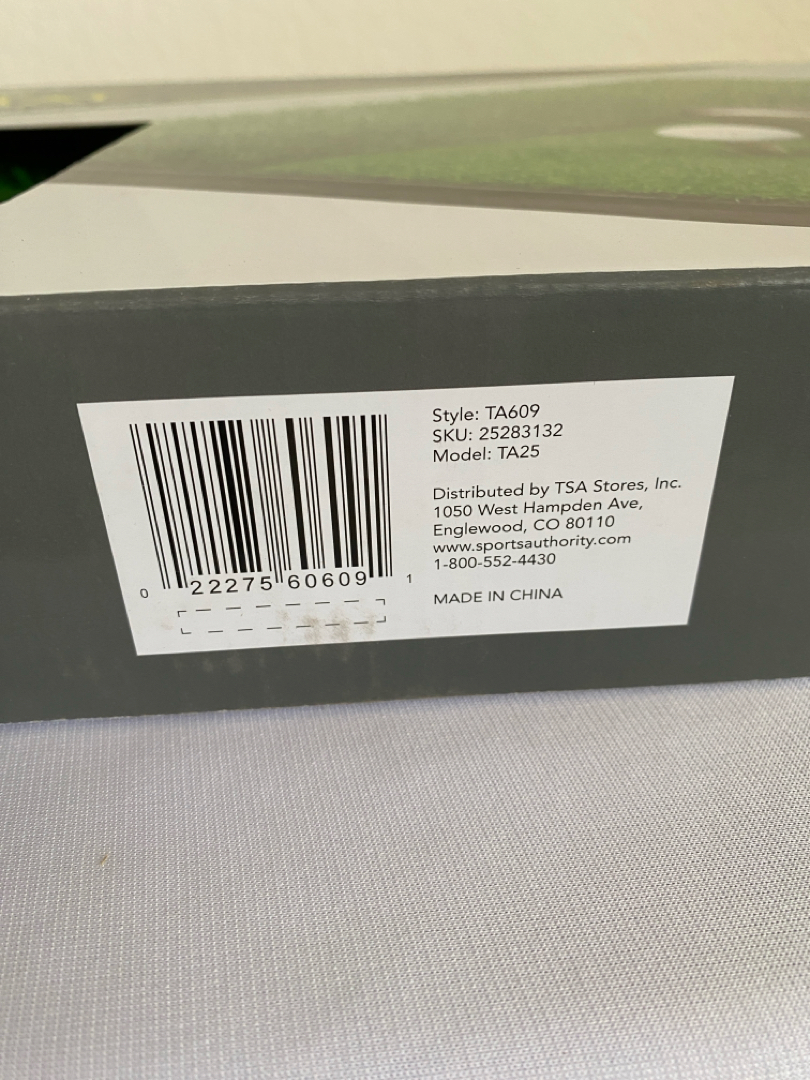 Style: TA609
SKU: 25283132
Model: TA25
Distributed by TSA Stores, Inc.
1050 West Hampden Ave,
Englewood, CO 80110
www.sportsauthority.com
1-800-552-4430
MADE IN CHINA
0 22275 60609 1